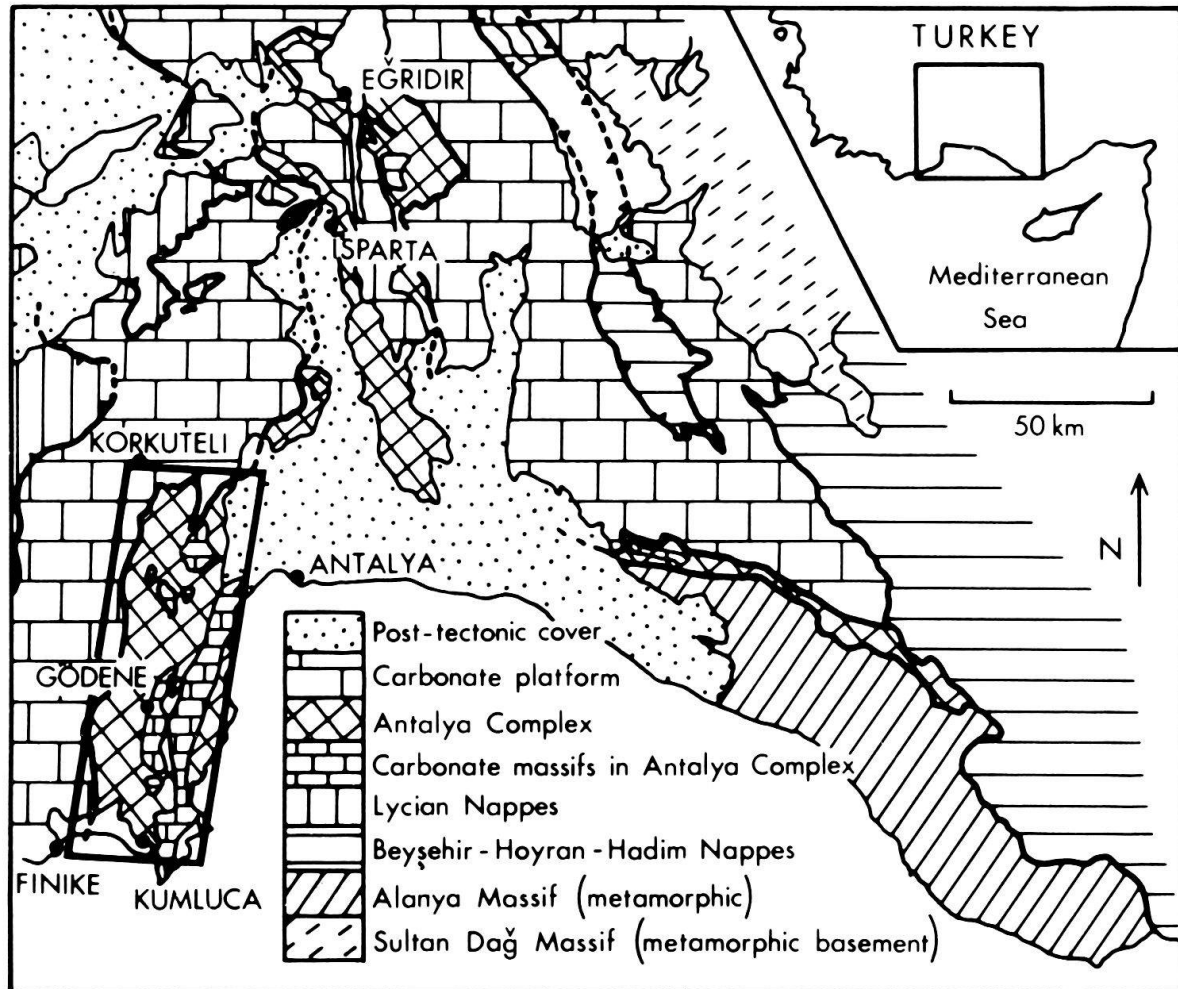 TURKEY
EĞRIDIR
ISPARTA
Mediterranean
Sea
50 km
KORKUTELI
N
ANTALYA
GÖDENE
FINIKE
KUMLUCA
Post-tectonic cover
Carbonate platform
Antalya Complex
Carbonate massifs in Antalya Complex
Lycian Nappes
Beyşehir-Hoyran-Hadim Nappes
Alanya Massif (metamorphic)
Sultan Dağ Massif (metamorphic basement)